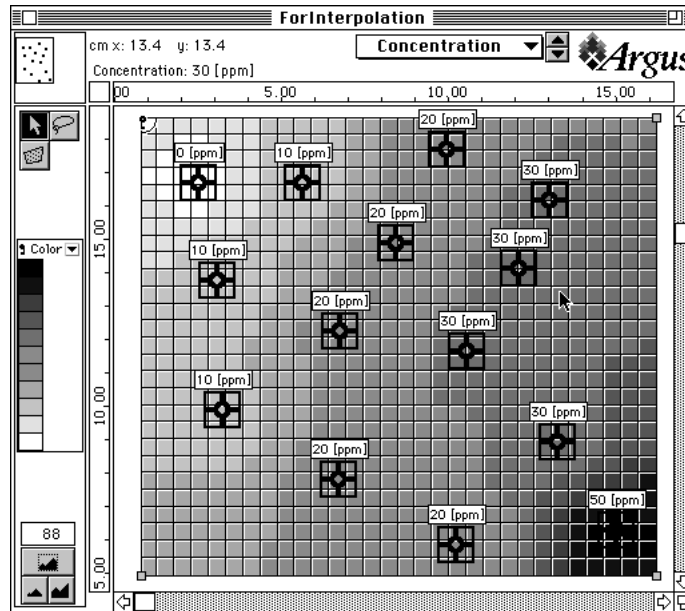 ForInterpolation
cm x: 13.4 y: 13.4
Concentration
Argus
Concentration: 30 [ppm]
00 5.00 10.00 15.00
20 [ppm]
0 [ppm]
10 [ppm]
30 [ppm]
20 [ppm]
30 [ppm]
10 [ppm]
20 [ppm]
30 [ppm]
10 [ppm]
30 [ppm]
20 [ppm]
50 [ppm]
20 [ppm]
Color
15.00
10.00
5.00
88